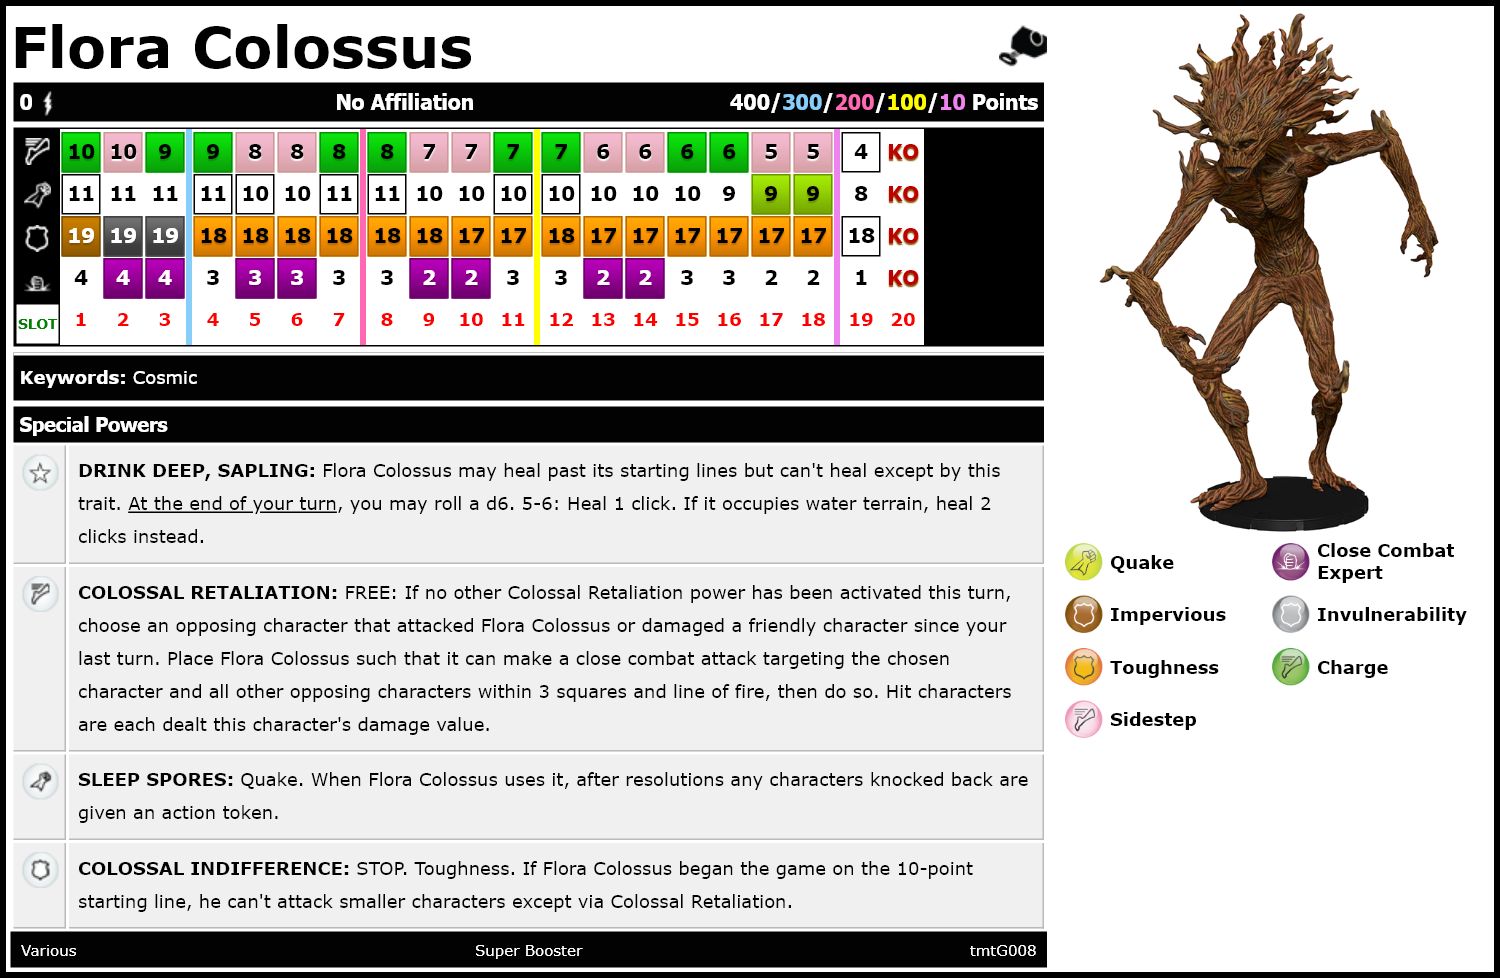 Flora Colossus
0 No Affiliation 400/300/200/100/10 Points
10 10 9 9 8 8 8 8 7 7 7 7 6 6 6 6 5 5 4 KO
11 11 11 11 10 10 11 11 10 10 10 10 10 10 10 9 9 9 8 KO
19 19 19 18 18 18 18 18 18 17 17 18 17 17 17 17 17 17 18 KO
4 4 4 3 3 3 3 3 2 2 3 3 2 2 3 3 2 2 1 KO
SLOT 1 2 3 4 5 6 7 8 9 10 11 12 13 14 15 16 17 18 19 20
Keywords: Cosmic
Special Powers
DRINK DEEP, SAPLING: Flora Colossus may heal past its starting lines but can't heal except by this
trait. At the end of your turn, you may roll a d6. 5-6: Heal 1 click. If it occupies water terrain, heal 2
clicks instead.
COLOSSAL RETALIATION: FREE: If no other Colossal Retaliation power has been activated this turn,
choose an opposing character that attacked Flora Colossus or damaged a friendly character since your
last turn. Place Flora Colossus such that it can make a close combat attack targeting the chosen
character and all other opposing characters within 3 squares and line of fire, then do so. Hit characters
are each dealt this character's damage value.
SLEEP SPORES: Quake. When Flora Colossus uses it, after resolutions any characters knocked back are
given an action token.
COLOSSAL INDIFFERENCE: STOP. Toughness. If Flora Colossus began the game on the 10-point
starting line, he can't attack smaller characters except via Colossal Retaliation.
Various Super Booster tmtG008
Quake
Close Combat
Expert
Impervious
Invulnerability
Toughness
Charge
Sidestep